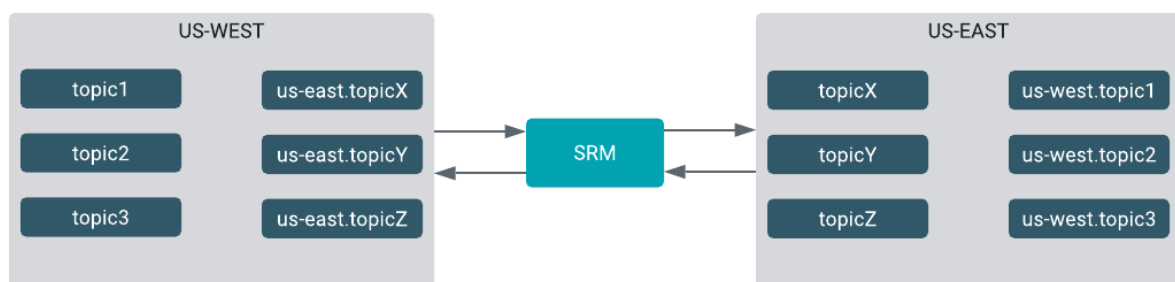 US-WEST
topic1
us-east.topicX
topic2
us-east.topicY
topic3
us-east.topicZ
SRM
US-EAST
topicX
us-west.topic1
topicY
us-west.topic2
topicZ
us-west.topic3